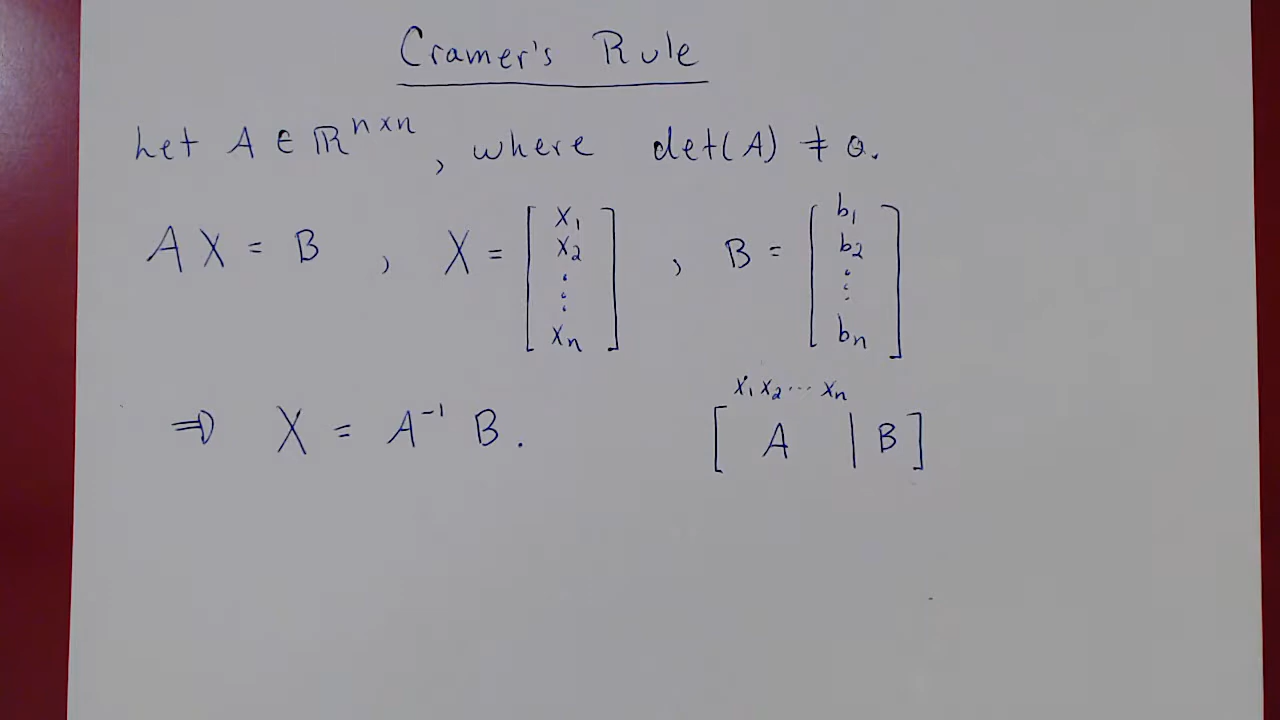 Cramer's Rule
Let A ∈ ℝ^{n×n}, where det(A) ≠ 0.
AX = B , X = [x₁ x₂ ⋮ xₙ] , B = [b₁ b₂ ⋮ bₙ]
x₁ x₂ ⋯ xₙ
⇒ X = A⁻¹ B. [ A | B ]